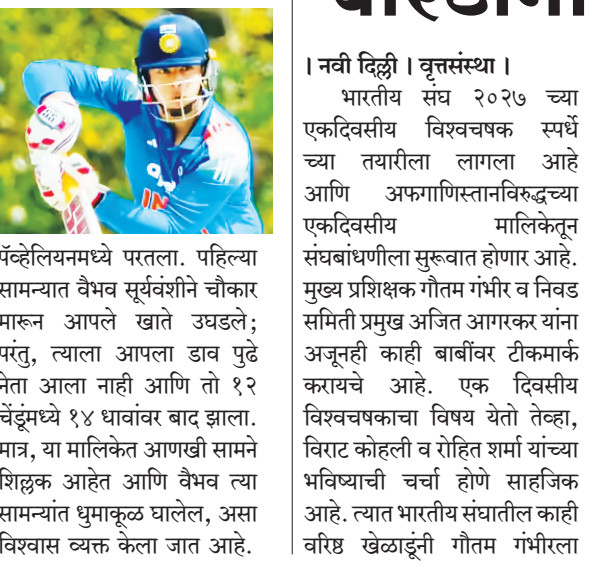 पॅव्हेलियनमध्ये परतला. पहिल्या
सामन्यात वैभव सूर्यवंशीने चौकार
मारून आपले खाते उघडले;
परंतु, त्याला आपला डाव पुढे
नेता आला नाही आणि तो १२
चेंडूंमध्ये १४ धावांवर बाद झाला.
मात्र, या मालिकेत आणखी सामने
शिल्लक आहेत आणि वैभव त्या
सामन्यांत धुमाकूळ घालेल, असा
विश्वास व्यक्त केला जात आहे.
। नवी दिल्ली । वृत्तसंस्था ।
भारतीय संघ २०२७ च्या
एकदिवसीय विश्वचषक स्पर्धे
च्या तयारीला लागला आहे
आणि अफगाणिस्तानविरुद्धच्या
एकदिवसीय मालिकेतून
संघबांधणीला सुरूवात होणार आहे.
मुख्य प्रशिक्षक गौतम गंभीर व निवड
समिती प्रमुख अजित आगरकर यांना
अजूनही काही बाबींवर टीकमार्क
करायचे आहे. एक दिवसीय
विश्वचषकाचा विषय येतो तेव्हा,
विराट कोहली व रोहित शर्मा यांच्या
भविष्याची चर्चा होणे साहजिक
आहे. त्यात भारतीय संघातील काही
वरिष्ठ खेळाडूंनी गौतम गंभीरला